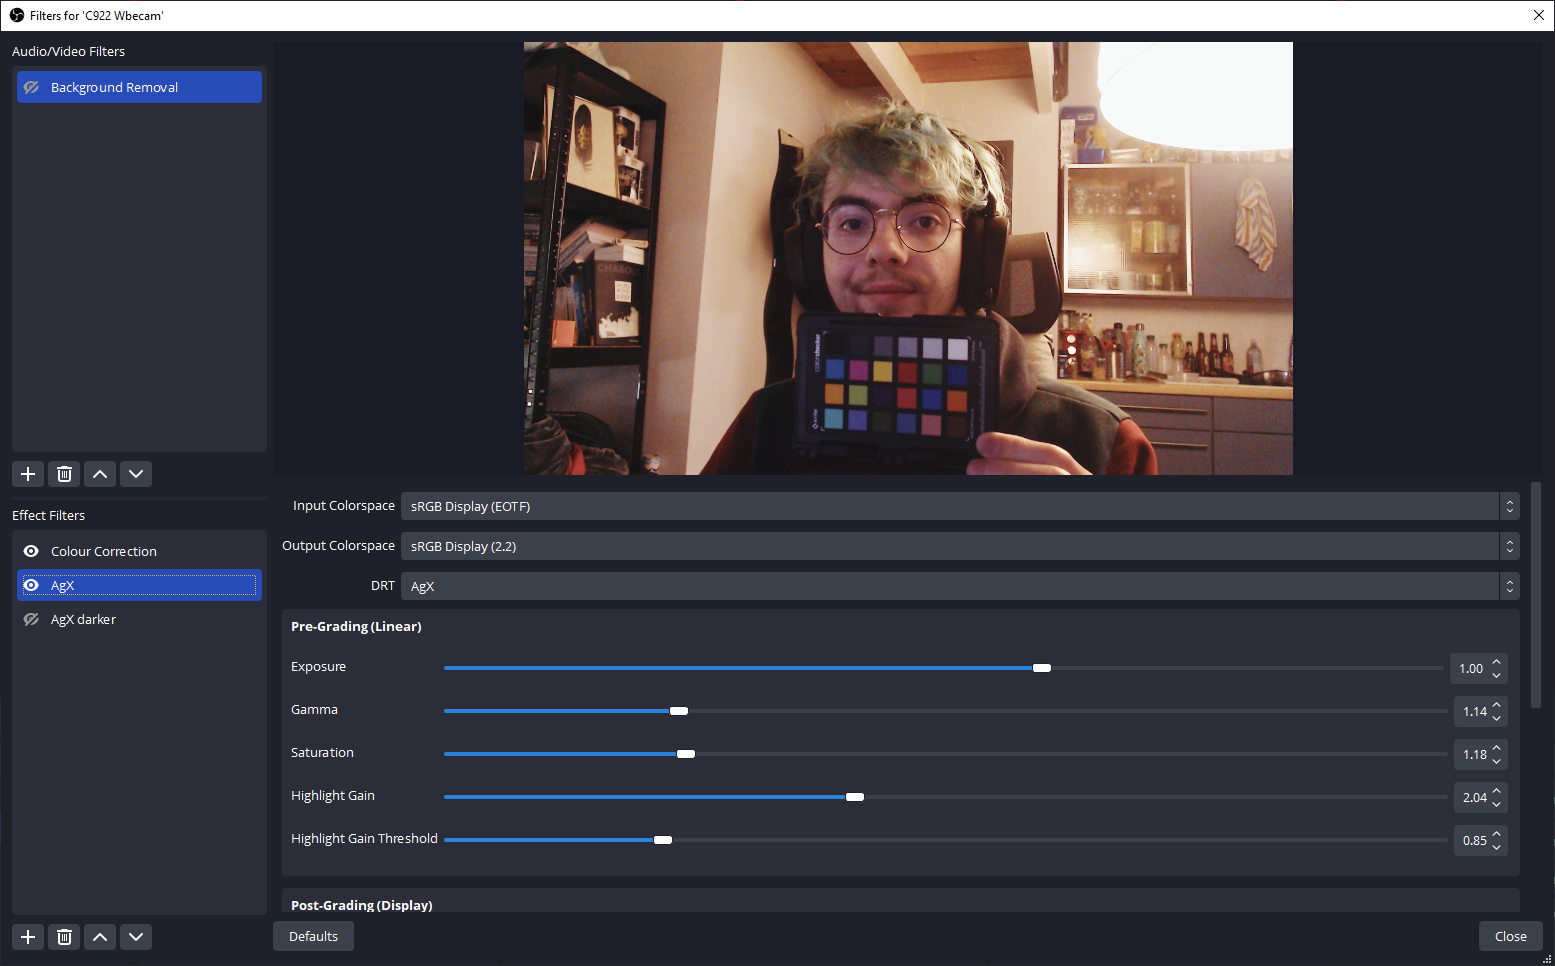 Filters for 'C922 Wbecam'
Audio/Video Filters
Background Removal
Effect Filters
Colour Correction
AgX
AgX darker
CHABO
colorchecker
Input Colorspace
sRGB Display (EOTF)
Output Colorspace
sRGB Display (2.2)
DRT
AgX
Pre-Grading (Linear)
Exposure
1.00
Gamma
1.14
Saturation
1.18
Highlight Gain
2.04
Highlight Gain Threshold
0.85
Post-Grading (Display)
Defaults
Close